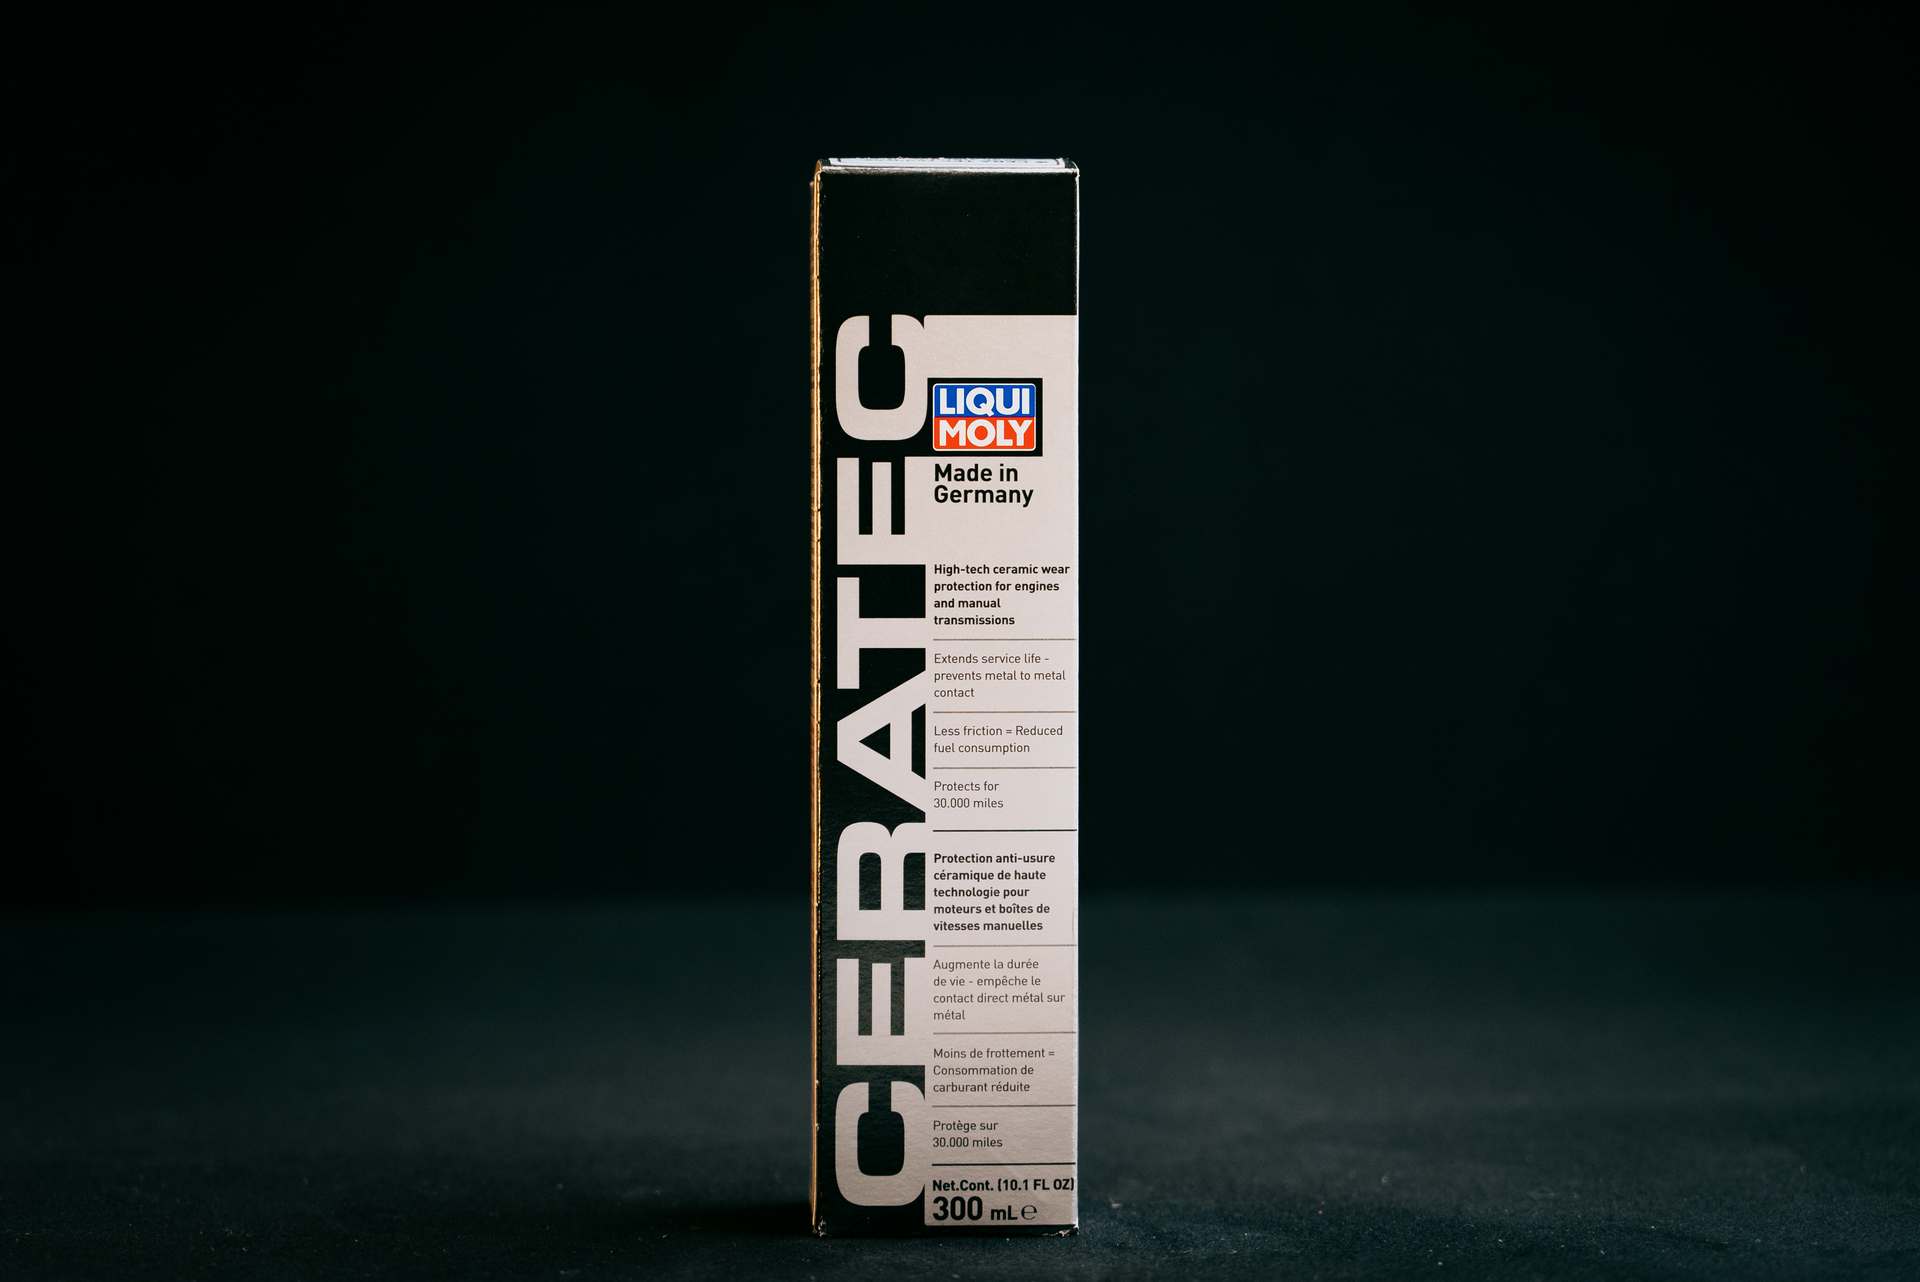 CERATEC
LIQUI
MOLY
Made in
Germany
High-tech ceramic wear
protection for engines
and manual
transmissions
Extends service life -
prevents metal to metal
contact
Less friction = Reduced
fuel consumption
Protects for
30.000 miles
Protection anti-usure
céramique de haute
technologie pour
moteurs et boîtes de
vitesses manuelles
Augmente la durée
de vie - empêche le
contact direct métal sur
métal
Moins de frottement =
Consommation de
carburant réduite
Protège sur
30.000 miles
Net.Cont. (10.1 FL OZ)
300 mL ℮